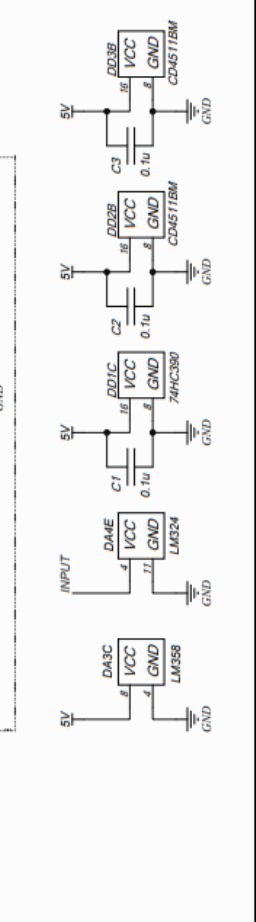 5V
8
4
DA3C
VCC
GND
LM358
GND
INPUT
4
11
DA4E
VCC
GND
LM324
GND
5V
C1
0.1u
16
8
DD1C
VCC
GND
74HC390
GND
5V
C2
0.1u
16
8
DD2B
VCC
GND
CD4511BM
GND
5V
C3
0.1u
16
8
DD3B
VCC
GND
CD4511BM
GND